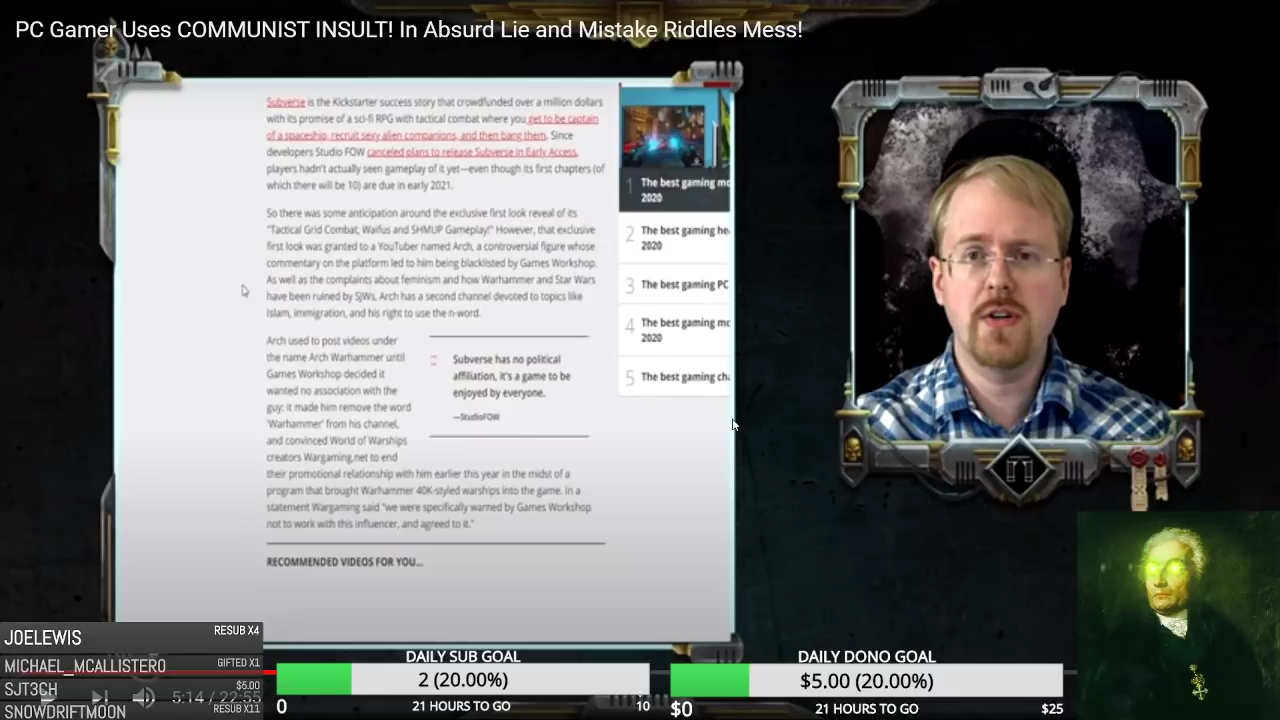 PC Gamer Uses COMMUNIST INSULT! In Absurd Lie and Mistake Riddles Mess!
Subverse is the Kickstarter success story that crowdfunded over a million dollars
with its promise of a sci-fi RPG with tactical combat where you get to be captain
of a spaceship, recruit sexy alien companions, and then bang them. Since
developers Studio FOW canceled plans to release Subverse in Early Access,
players hadn't actually seen gameplay of it yet—even though its first chapters (of
which there will be 10) are due in early 2021.
So there was some anticipation around the exclusive first look reveal of its
"Tactical Grid Combat, Waifus and SHMUP Gameplay!" However, that exclusive
first look was granted to a YouTuber named Arch, a controversial figure whose
commentary on the platform led to him being blacklisted by Games Workshop.
As well as the complaints about feminism and how Warhammer and Star Wars
have been ruined by SJWs, Arch has a second channel devoted to topics like
Islam, immigration, and his right to use the n-word.
Arch used to post videos under
the name Arch Warhammer until
Games Workshop decided it
wanted no association with the
guy: it made him remove the word
'Warhammer' from his channel,
and convinced World of Warships
creators Wargaming.net to end
their promotional relationship with him earlier this year in the midst of a
program that brought Warhammer 40K-styled warships into the game. In a
statement Wargaming said "we were specifically warned by Games Workshop
not to work with this influencer, and agreed to it."
Subverse has no political
affiliation, it's a game to be
enjoyed by everyone.
—StudioFOW
RECOMMENDED VIDEOS FOR YOU...
1 The best gaming mo
2020
2 The best gaming he
2020
3 The best gaming PC
4 The best gaming mo
2020
5 The best gaming cha
JOELEWIS RESUB X4
MICHAEL_MCALLISTER0 GIFTED X1
SJT3CH $5.00
SNOWDRIFTMOON RESUB X11
5:14 / 22:55
DAILY SUB GOAL
2 (20.00%)
0 21 HOURS TO GO 10
DAILY DONO GOAL
$5.00 (20.00%)
$0 21 HOURS TO GO $25